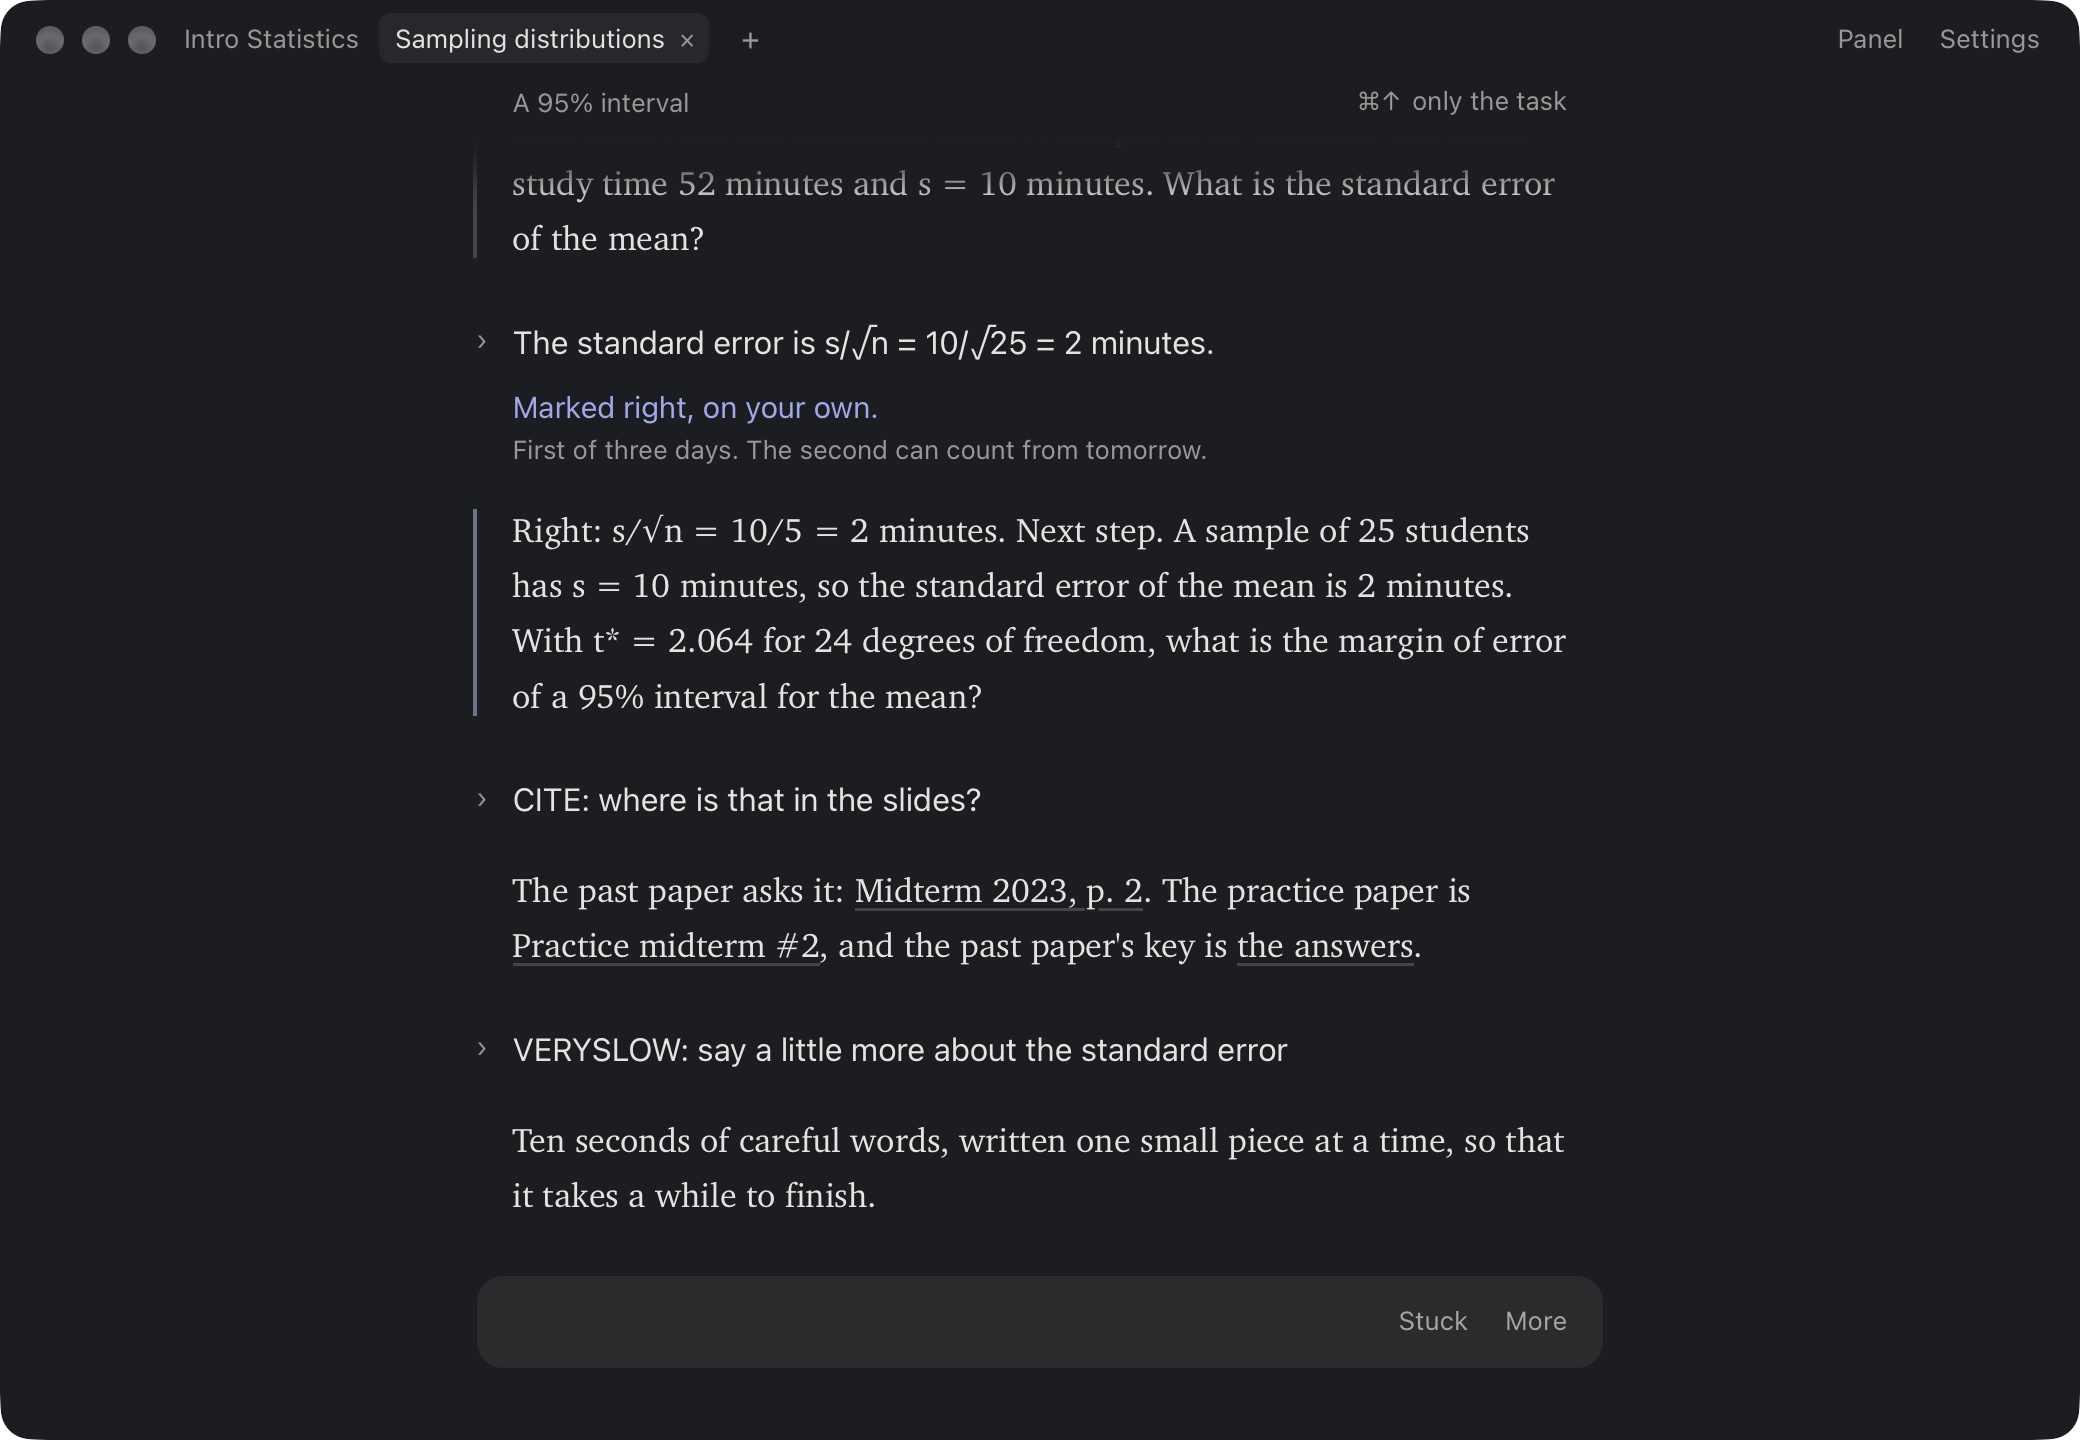 Intro Statistics
Sampling distributions ×
+
Panel
Settings
A 95% interval
⌘↑ only the task
study time 52 minutes and s = 10 minutes. What is the standard error
of the mean?
› The standard error is s/√n = 10/√25 = 2 minutes.
Marked right, on your own.
First of three days. The second can count from tomorrow.
Right: s/√n = 10/5 = 2 minutes. Next step. A sample of 25 students
has s = 10 minutes, so the standard error of the mean is 2 minutes.
With t* = 2.064 for 24 degrees of freedom, what is the margin of error
of a 95% interval for the mean?
› CITE: where is that in the slides?
The past paper asks it: Midterm 2023, p. 2. The practice paper is
Practice midterm #2, and the past paper's key is the answers.
› VERYSLOW: say a little more about the standard error
Ten seconds of careful words, written one small piece at a time, so that
it takes a while to finish.
Stuck
More